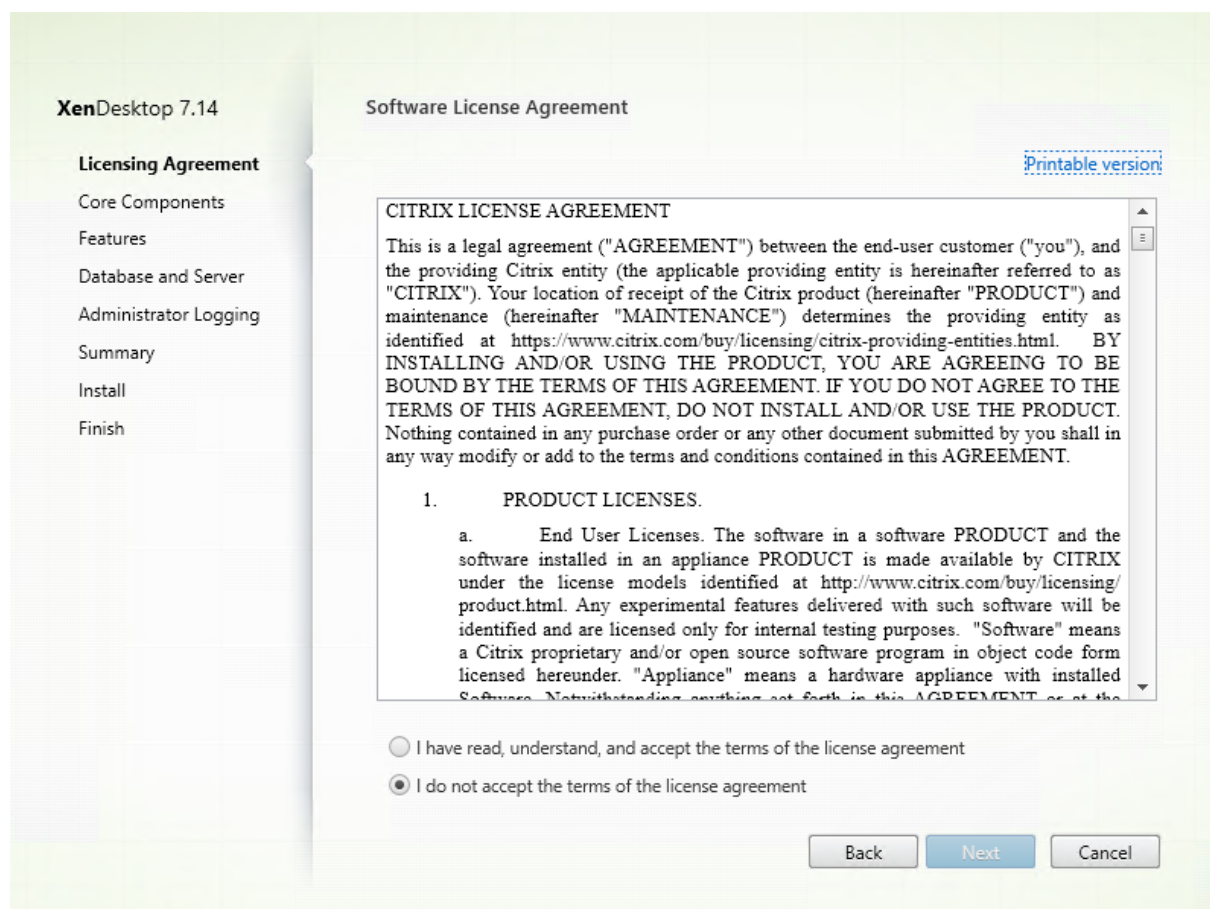 XenDesktop 7.14
Licensing Agreement
Core Components
Features
Database and Server
Administrator Logging
Summary
Install
Finish
Software License Agreement
Printable version
CITRIX LICENSE AGREEMENT
This is a legal agreement ("AGREEMENT") between the end-user customer ("you"), and
the providing Citrix entity (the applicable providing entity is hereinafter referred to as
"CITRIX"). Your location of receipt of the Citrix product (hereinafter "PRODUCT") and
maintenance (hereinafter "MAINTENANCE") determines the providing entity as
identified at https://www.citrix.com/buy/licensing/citrix-providing-entities.html. BY
INSTALLING AND/OR USING THE PRODUCT, YOU ARE AGREEING TO BE
BOUND BY THE TERMS OF THIS AGREEMENT. IF YOU DO NOT AGREE TO THE
TERMS OF THIS AGREEMENT, DO NOT INSTALL AND/OR USE THE PRODUCT.
Nothing contained in any purchase order or any other document submitted by you shall in
any way modify or add to the terms and conditions contained in this AGREEMENT.
1. PRODUCT LICENSES.
a. End User Licenses. The software in a software PRODUCT and the
software installed in an appliance PRODUCT is made available by CITRIX
under the license models identified at http://www.citrix.com/buy/licensing/
product.html. Any experimental features delivered with such software will be
identified and are licensed only for internal testing purposes. "Software" means
a Citrix proprietary and/or open source software program in object code form
licensed hereunder. "Appliance" means a hardware appliance with installed
Software. Notwithstanding anything set forth in this AGREEMENT or at the
I have read, understand, and accept the terms of the license agreement
I do not accept the terms of the license agreement
Back
Next
Cancel